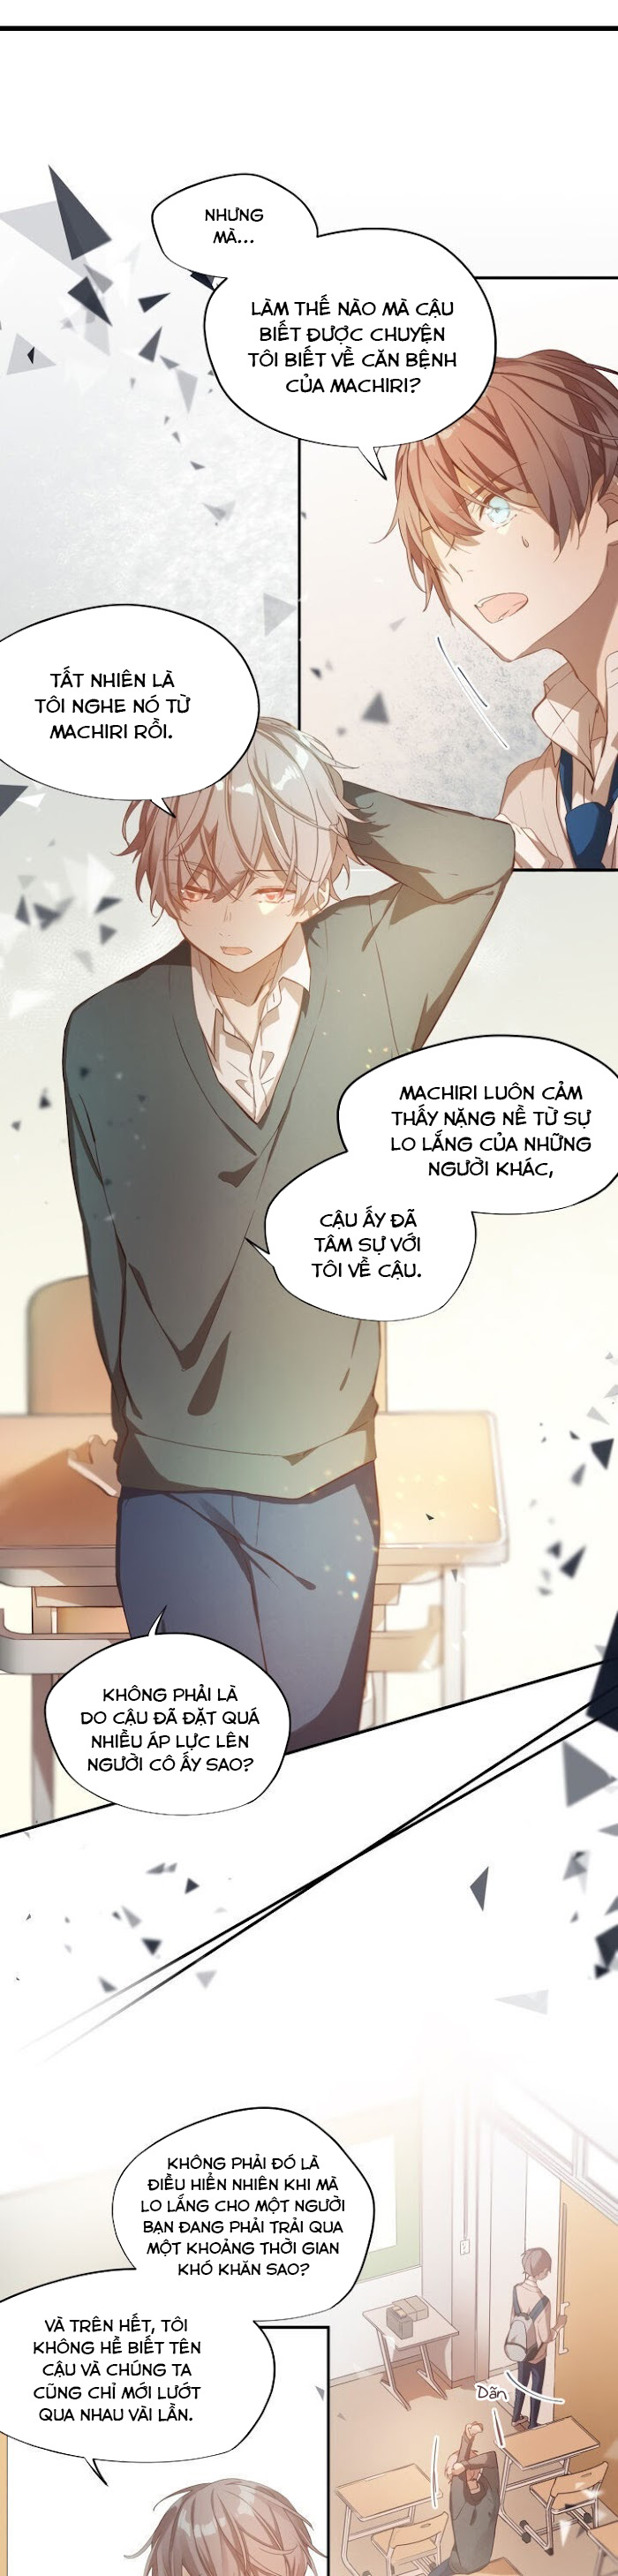 NHƯNG
MÀ...
LÀM THẾ NÀO MÀ CẬU
BIẾT ĐƯỢC CHUYỆN
TÔI BIẾT VỀ CĂN BỆNH
CỦA MACHIRI?
TẤT NHIÊN LÀ
TÔI NGHE NÓ TỪ
MACHIRI RỒI.
MACHIRI LUÔN CẢM
THẤY NẶNG NỀ TỪ SỰ
LO LẮNG CỦA NHỮNG
NGƯỜI KHÁC,
CẬU ẤY ĐÃ
TÂM SỰ VỚI
TÔI VỀ CẬU.
KHÔNG PHẢI LÀ
DO CẬU ĐÃ ĐẶT QUÁ
NHIỀU ÁP LỰC LÊN
NGƯỜI CÔ ẤY SAO?
KHÔNG PHẢI ĐÓ LÀ
ĐIỀU HIỂN NHIÊN KHI MÀ
LO LẮNG CHO MỘT NGƯỜI
BẠN ĐANG PHẢI TRẢI QUA
MỘT KHOẢNG THỜI GIAN
KHÓ KHĂN SAO?
VÀ TRÊN HẾT, TÔI
KHÔNG HỀ BIẾT TÊN
CẬU VÀ CHÚNG TA
CŨNG CHỈ MỚI LƯỚT
QUA NHAU VÀI LẦN.
Dãn